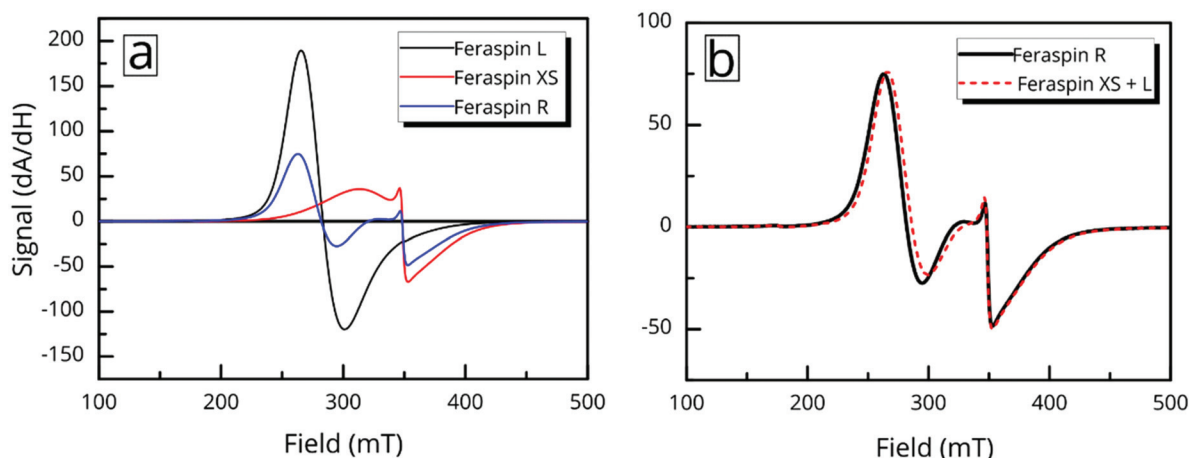 a
Feraspin L
Feraspin XS
Feraspin R
200
150
100
50
0
-50
-100
-150
Signal (dA/dH)
100
200
300
400
500
Field (mT)
b
Feraspin R
Feraspin XS + L
100
50
0
-50
100
200
300
400
500
Field (mT)